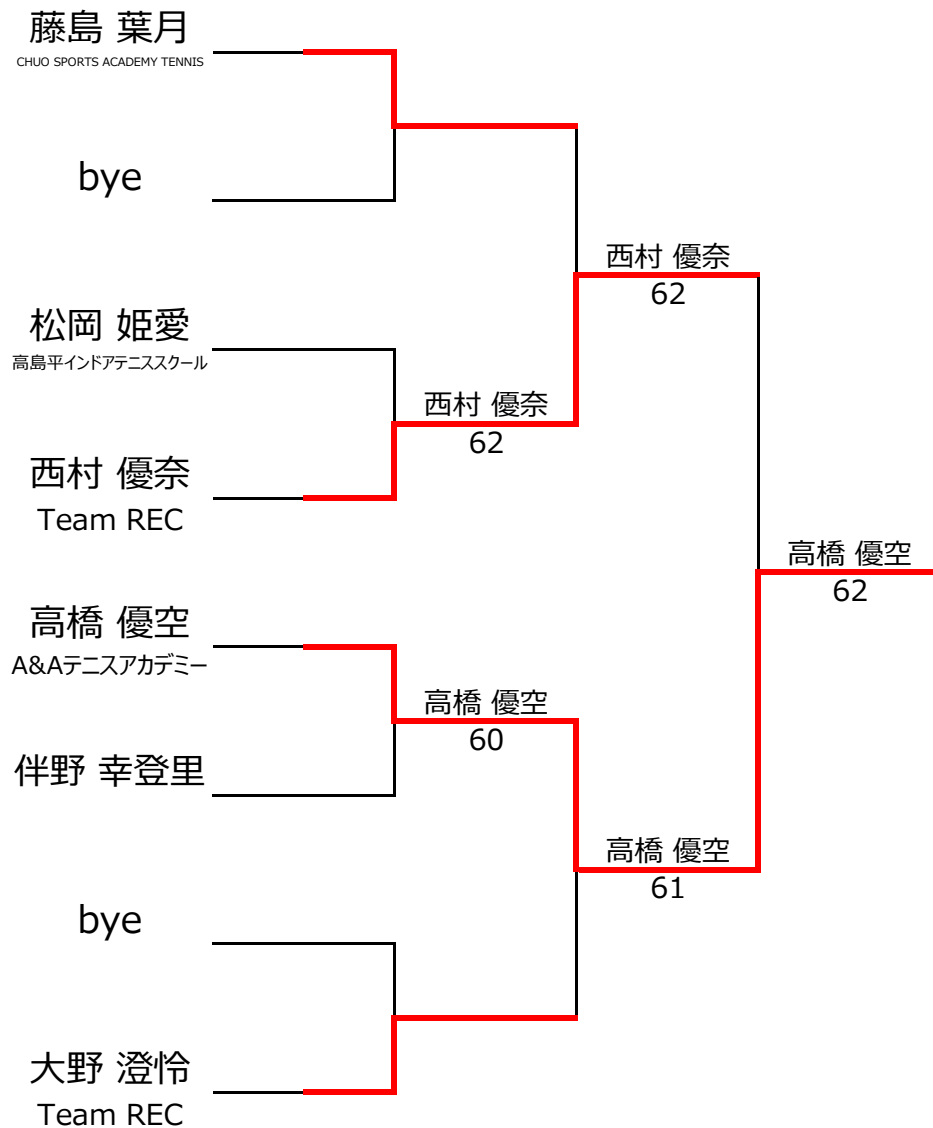 藤島 葉月
CHUO SPORTS ACADEMY TENNIS
bye
松岡 姫愛
高島平インドアテニススクール
西村 優奈
Team REC
高橋 優空
A&Aテニスアカデミー
伴野 幸登里
bye
大野 澄怜
Team REC
西村 優奈
62
高橋 優空
60
西村 優奈
62
高橋 優空
61
高橋 優空
62